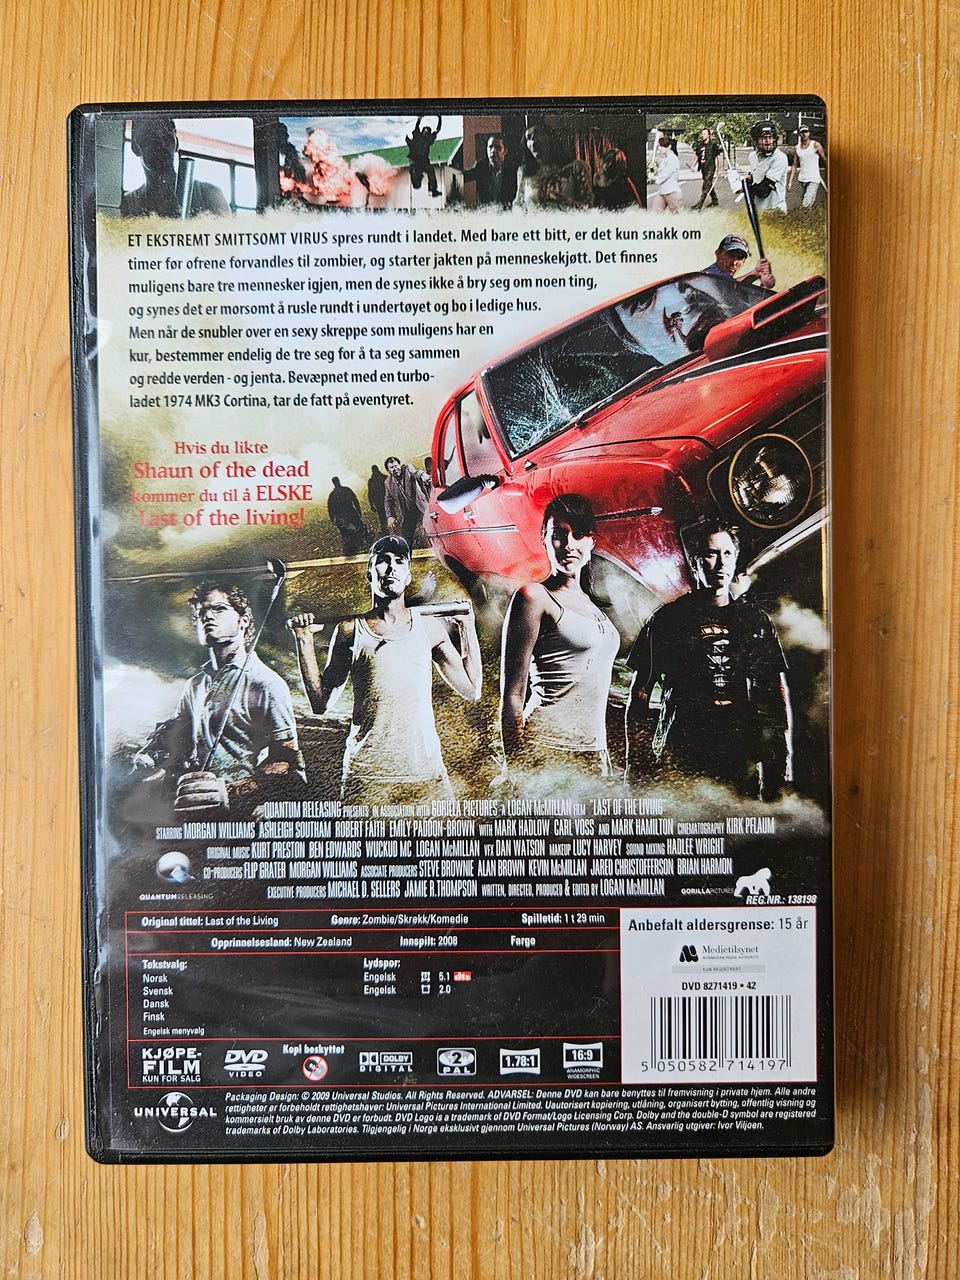 ET EKSTREMT SMITTSOMT VIRUS spres rundt i landet. Med bare ett bitt, er det kun snakk om
timer før ofrene forvandles til zombier, og starter jakten på menneskekjøtt. Det finnes
muligens bare tre mennesker igjen, men de synes ikke å bry seg om noen ting,
og synes det er morsomt å rusle rundt i undertøyet og bo i ledige hus.
Men når de snubler over en sexy skreppe som muligens har en
kur, bestemmer endelig de tre seg for å ta seg sammen
og redde verden - og jenta. Bevæpnet med en turbo-
ladet 1974 MK3 Cortina, tar de fatt på eventyret.
Hvis du likte
Shaun of the dead
kommer du til å ELSKE
Last of the living!
QUANTUM RELEASING PRESENTS IN ASSOCIATION WITH GORILLA PICTURES A LOGAN McMILLAN FILM "LAST OF THE LIVING"
STARRING MORGAN WILLIAMS ASHLEIGH SOUTHAM ROBERT FAITH EMILY PADDON-BROWN WITH MARK HADLOW CARL VOSS AND MARK HAMILTON CINEMATOGRAPHY KIRK PFLAUM
ORIGINAL MUSIC KURT PRESTON BEN EDWARDS WUCKUD MC LOGAN McMILLAN VFX DAN WATSON MAKEUP LUCY HARVEY SOUND MIXING HADLEE WRIGHT
CO-PRODUCERS FLIP GRATER MORGAN WILLIAMS ASSOCIATE PRODUCERS STEVE BROWNIE ALAN BROWN KEVIN McMILLAN JARED CHRISTOFFERSON BRIAN HARMON
EXECUTIVE PRODUCERS MICHAEL D. SELLERS JAMIE R.THOMPSON WRITTEN, DIRECTED, PRODUCED & EDITED BY LOGAN McMILLAN
QUANTUMRELEASING
GORILLAPICTURES
REG.NR.: 138198
Original tittel: Last of the Living Genre: Zombie/Skrekk/Komedie Spilletid: 1 t 29 min
Opprinnelsesland: New Zealand Innspilt: 2008 Farge
Tekstvalg: Lydspor:
Norsk Engelsk 5.1 dts
Svensk Engelsk 2.0
Dansk
Finsk
Engelsk menyvalg
Anbefalt aldersgrense: 15 år
Medietilsynet
NORWEGIAN MEDIA AUTHORITY
KUN REGISTRERT
DVD 8271419 • 42
5 050582 714197
KJØPE-
FILM
KUN FOR SALG
DVD
VIDEO
Kopi beskyttet
DOLBY
DIGITAL
2
PAL
1.78:1
16:9
ANAMORPHIC
WIDESCREEN
UNIVERSAL
Packaging Design: © 2009 Universal Studios. All Rights Reserved. ADVARSEL: Denne DVD kan bare benyttes til fremvisning i private hjem. Alle andre
rettigheter er forbeholdt rettighetshaver: Universal Pictures International Limited. Uautorisert kopiering, utlåning, organisert bytting, offentlig visning og
kommersielt bruk av denne DVD er forbudt. DVD Logo is a trademark of DVD Format/Logo Licensing Corp. Dolby and the double-D symbol are registered
trademarks of Dolby Laboratories. Tilgjengelig i Norge eksklusivt gjennom Universal Pictures (Norway) AS. Ansvarlig utgiver: Ivor Viljoen.